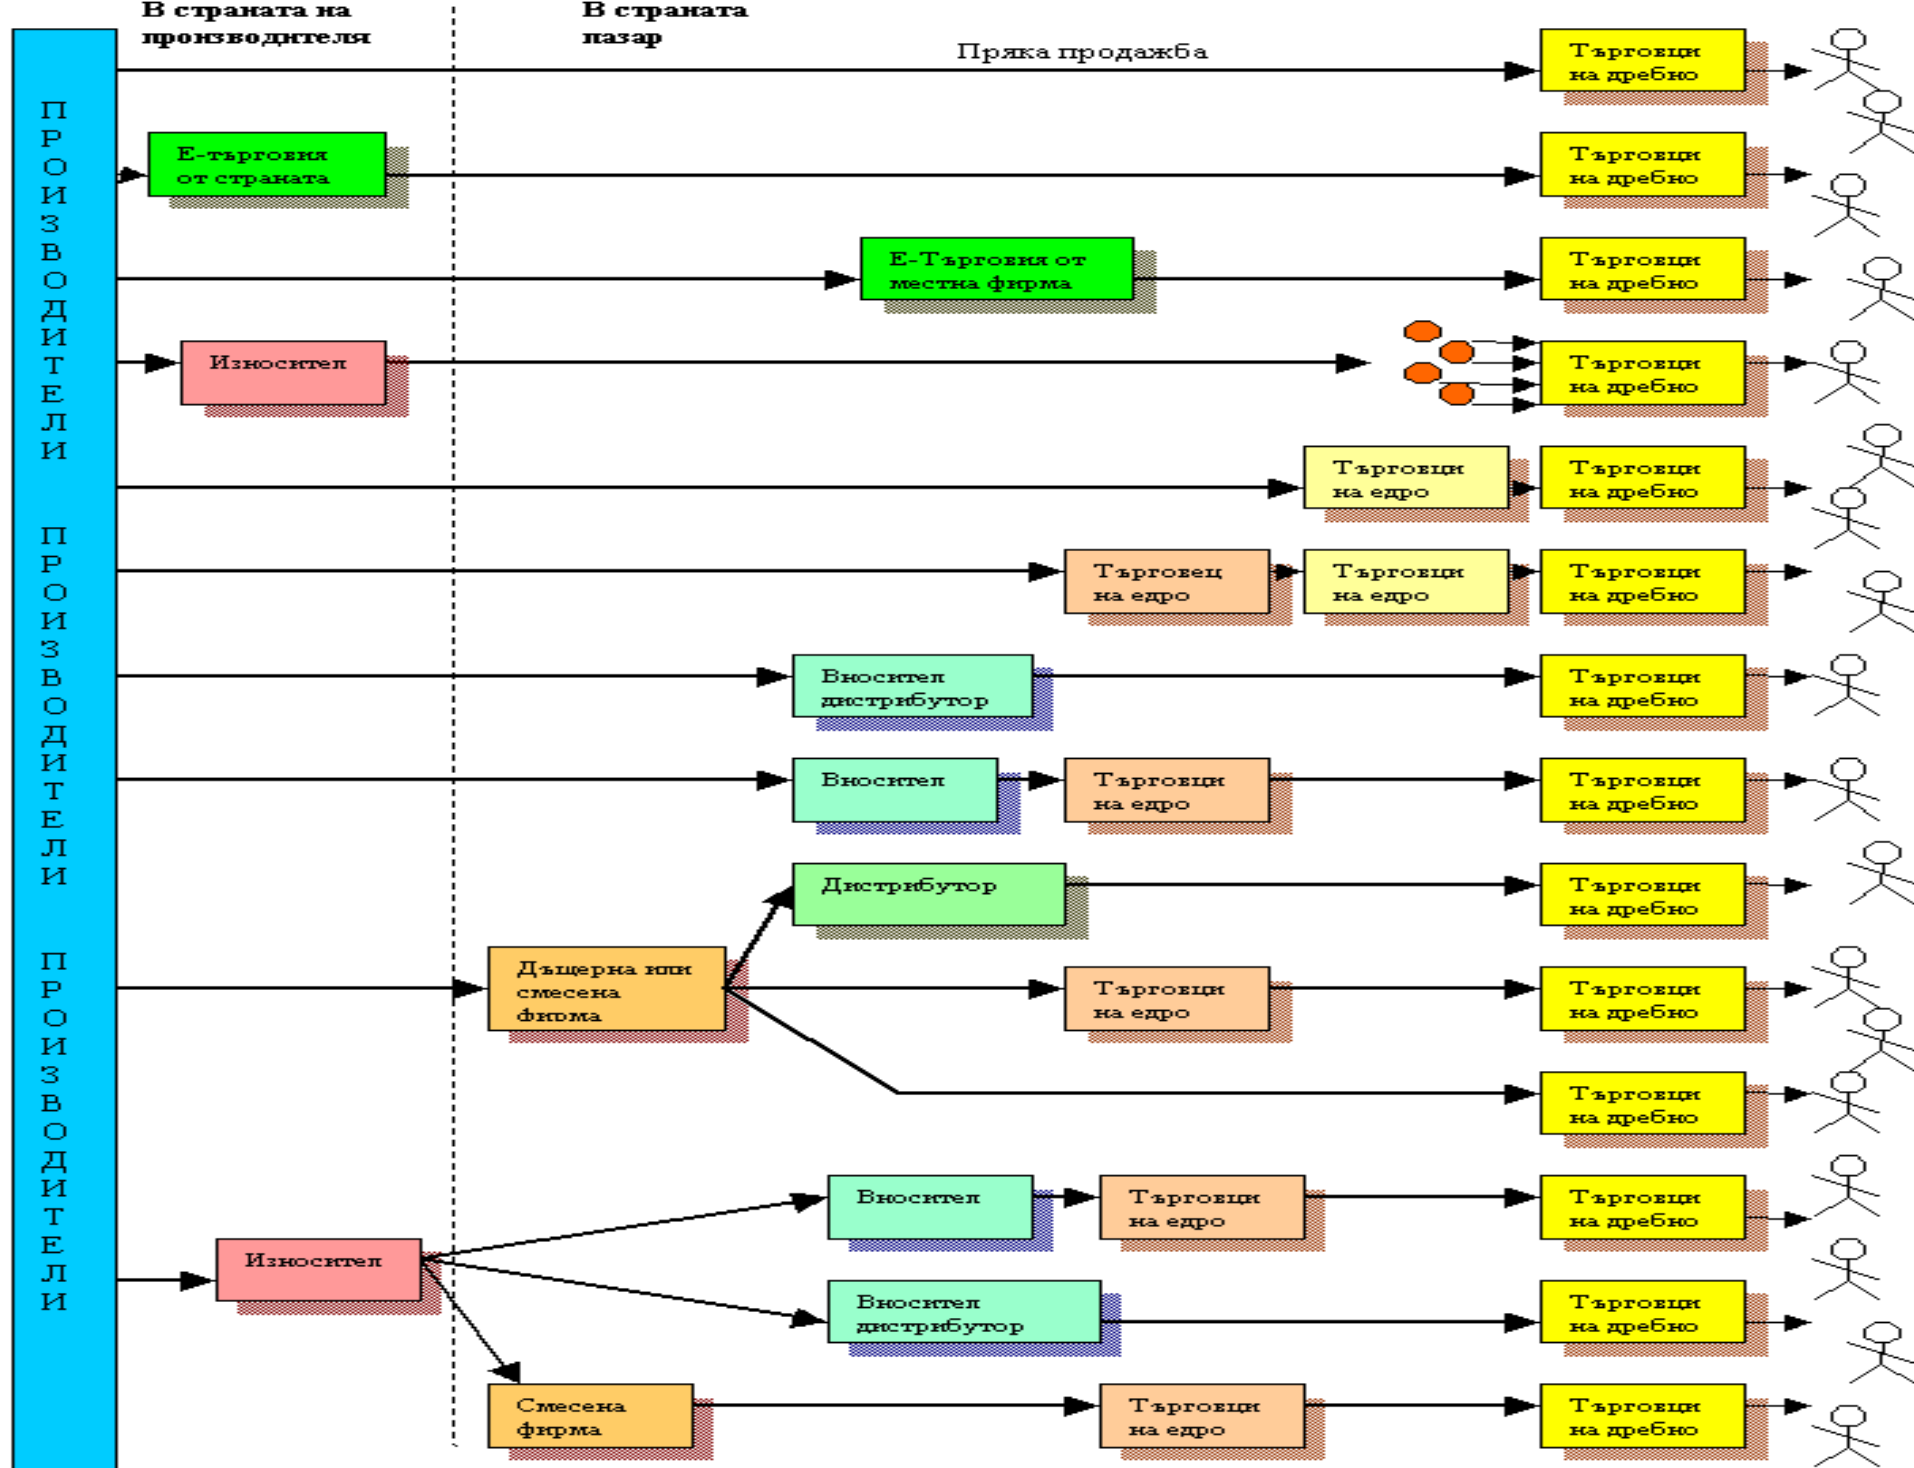 В страната на
производителя
В страната
пазар
Пряка продажба
ПРОИЗВОДИТЕЛИ
ПРОИЗВОДИТЕЛИ
ПРОИЗВОДИТЕЛИ
Търговци
на дребно
Е-търговия
от страната
Търговци
на дребно
Е-Търговия от
местна фирма
Търговци
на дребно
Износител
Търговци
на дребно
Търговци
на едро
Търговци
на дребно
Търговец
на едро
Търговци
на едро
Търговци
на дребно
Вносител
дистрибутор
Търговци
на дребно
Вносител
Търговци
на едро
Търговци
на дребно
Дистрибутор
Търговци
на дребно
Дъщерна или
смесена
фирма
Търговци
на едро
Търговци
на дребно
Търговци
на дребно
Вносител
Търговци
на едро
Търговци
на дребно
Износител
Вносител
дистрибутор
Търговци
на дребно
Смесена
фирма
Търговци
на едро
Търговци
на дребно